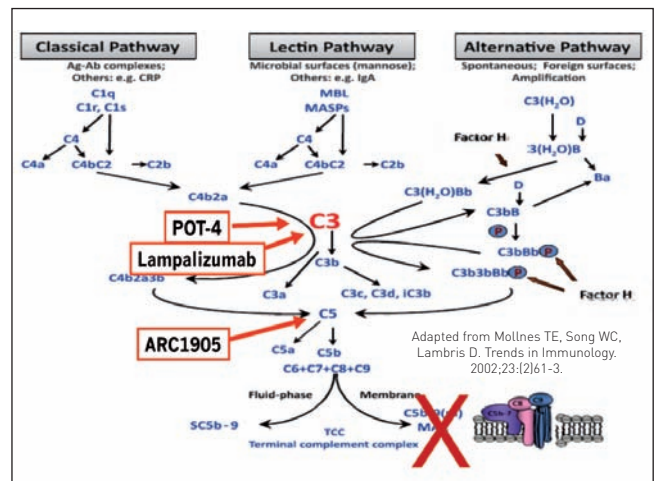 Classical Pathway
Ag-Ab complexes;
Others: e.g. CRP
C1q
C1r, C1s
C4
C4a
C4bC2
C2b
Lectin Pathway
Microbial surfaces (mannose);
Others: e.g. IgA
MBL
MASPs
C4
C4a
C4bC2
C2b
Alternative Pathway
Spontaneous; Foreign surfaces;
Amplification
C3(H2O)
D
Factor H
3(H2O)B
Ba
C3(H2O)Bb
D
C3bB
P
C3bBb
P
C3b3bBb
P
Factor H
C4b2a
POT-4
C3
Lampalizumab
C3b
C4b2a3b
C3a
C3c, C3d, iC3b
C5
ARC1905
C5a
C5b
C6+C7+C8+C9
Adapted from Mollnes TE, Song WC,
Lambris D. Trends in Immunology.
2002;23:(2)61-3.
Fluid-phase
Membrane
SC5b-9
TCC
Terminal complement complex
C5b-7
C8
C9